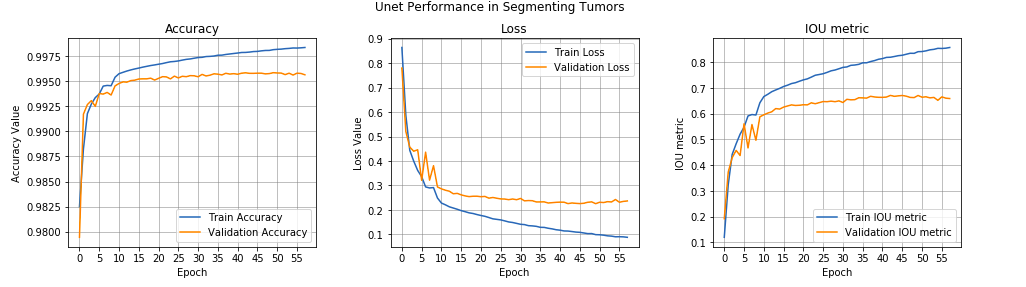 Unet Performance in Segmenting Tumors
Accuracy
Accuracy Value
0.9975
0.9950
0.9925
0.9900
0.9875
0.9850
0.9825
0.9800
Train Accuracy
Validation Accuracy
0 5 10 15 20 25 30 35 40 45 50 55
Epoch
Loss
Loss Value
0.9
0.8
0.7
0.6
0.5
0.4
0.3
0.2
0.1
Train Loss
Validation Loss
0 5 10 15 20 25 30 35 40 45 50 55
Epoch
IOU metric
IOU metric
0.8
0.7
0.6
0.5
0.4
0.3
0.2
0.1
Train IOU metric
Validation IOU metric
0 5 10 15 20 25 30 35 40 45 50 55
Epoch